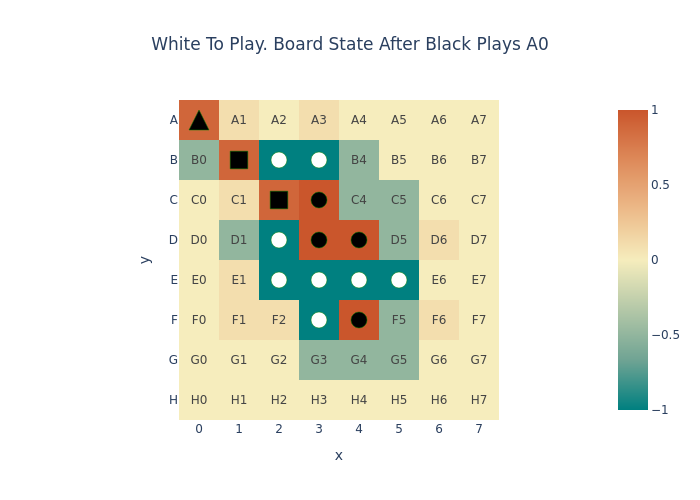 White To Play. Board State After Black Plays A0
A A1 A2 A3 A4 A5 A6 A7 1
B B0 B4 B5 B6 B7
0.5
C C0 C1 C4 C5 C6 C7
D D0 D1 D5 D6 D7
y 0
E E0 E1 E6 E7
F F0 F1 F2 F5 F6 F7
−0.5
G G0 G1 G2 G3 G4 G5 G6 G7
H H0 H1 H2 H3 H4 H5 H6 H7 −1
0 1 2 3 4 5 6 7
x